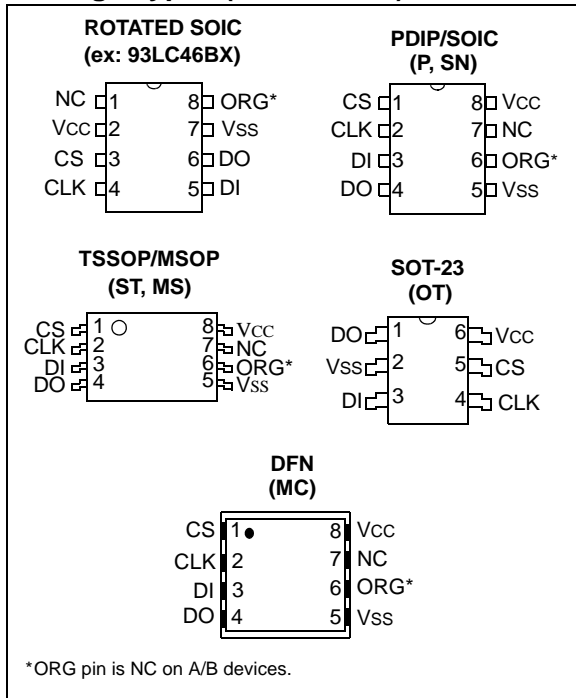 ROTATED SOIC
(ex: 93LC46BX)
NC 1 8 ORG*
VCC 2 7 VSS
CS 3 6 DO
CLK 4 5 DI
PDIP/SOIC
(P, SN)
CS 1 8 VCC
CLK 2 7 NC
DI 3 6 ORG*
DO 4 5 VSS
TSSOP/MSOP
(ST, MS)
CS 1 8 VCC
CLK 2 7 NC
DI 3 6 ORG*
DO 4 5 VSS
SOT-23
(OT)
DO 1 6 VCC
VSS 2 5 CS
DI 3 4 CLK
DFN
(MC)
CS 1 8 VCC
CLK 2 7 NC
DI 3 6 ORG*
DO 4 5 VSS
*ORG pin is NC on A/B devices.